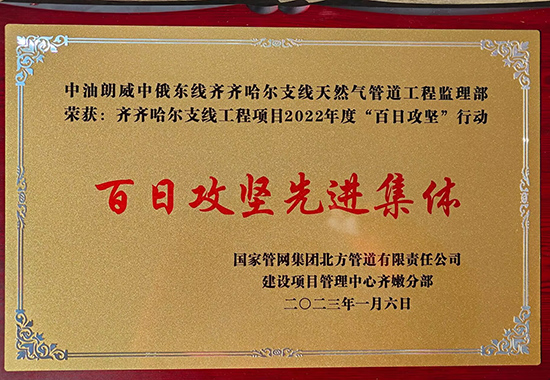 中油朗威中俄东线齐齐哈尔支线天然气管道工程监理部
荣获：齐齐哈尔支线工程项目2022年度“百日攻坚”行动
百日攻坚先进集体
国家管网集团北方管道有限责任公司
建设项目管理中心齐嫩分部
二〇二三年一月六日